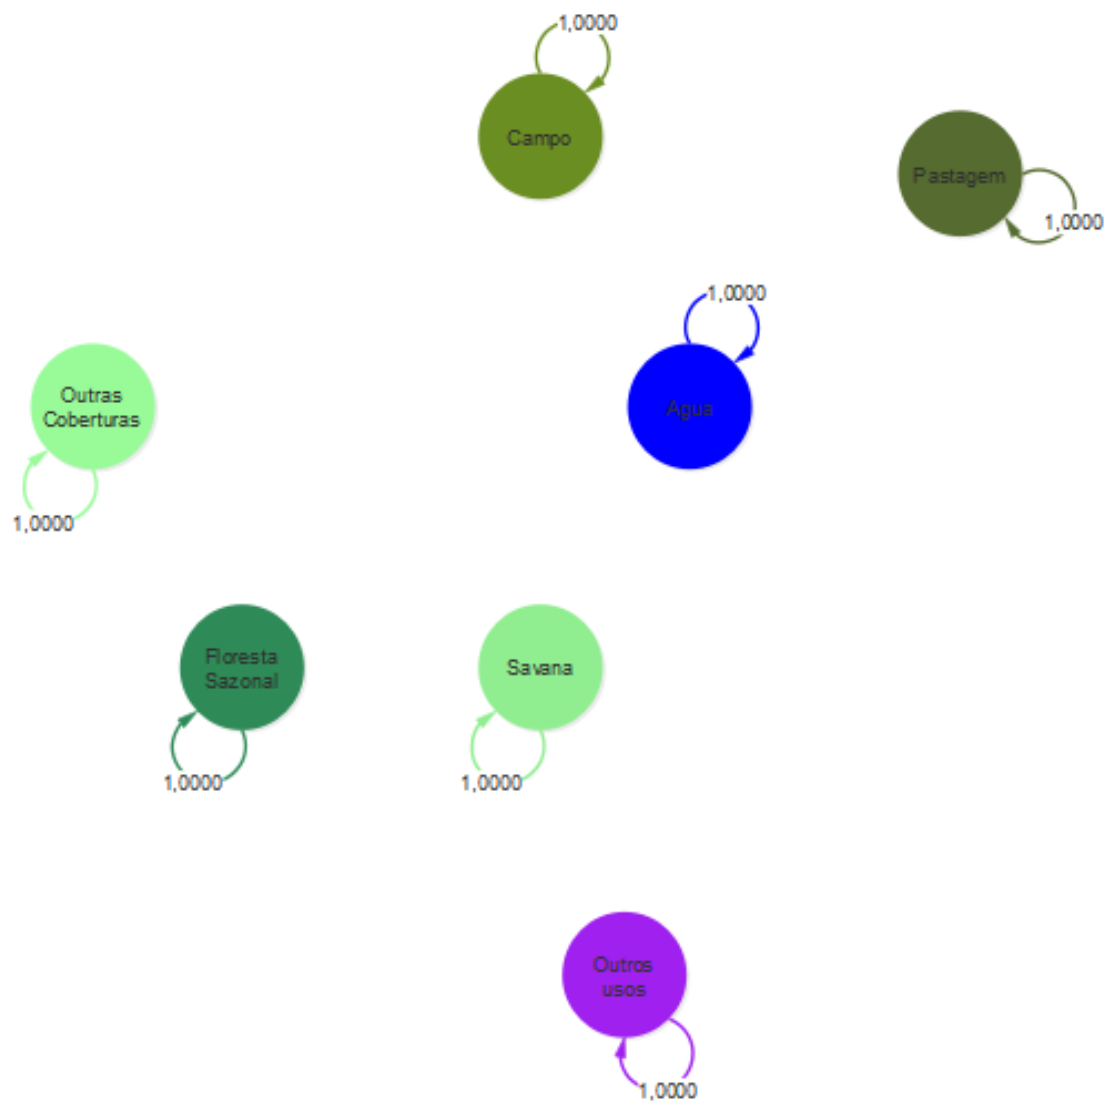 1,0000
Campo
Pastagem
1,0000
1,0000
Agua
Outras
Coberturas
1,0000
Floresta
Sazonal
1,0000
Savana
1,0000
Outros
usos
1,0000